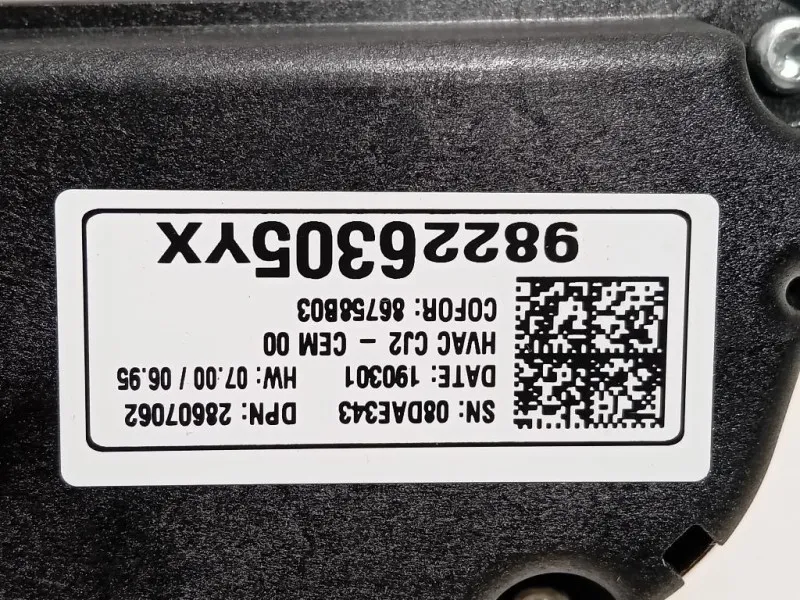 98226305YX
COFOR: 86758B03
HVAC CJ2 - CEM 00
DATE: 190301 HW: 07.00 / 06.95
SN: 08DAE343 DPN: 28607062